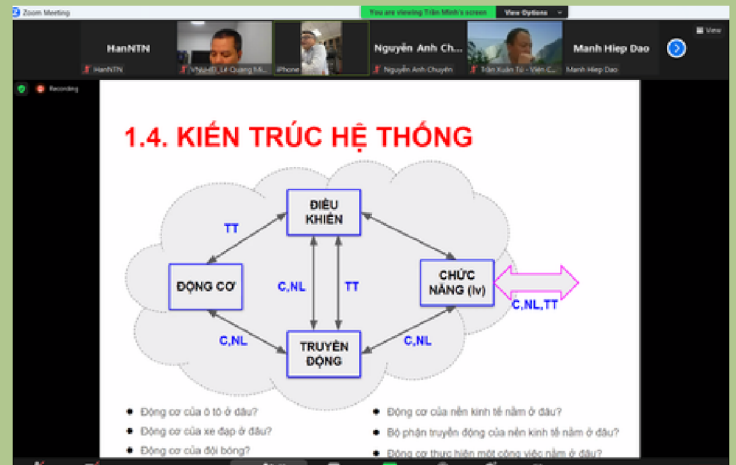 Zoom Meeting
You are viewing Trần Minh's screen
View Options
View
HanNTN
Nguyễn Anh Ch...
Manh Hiep Dao
HanNTN
iPhone
Nguyễn Anh Chuyên
Manh Hiep Dao
Recording
1.4. KIẾN TRÚC HỆ THỐNG
ĐIỀU
KHIỂN
TT
ĐỘNG CƠ
C,NL
TT
CHỨC
NĂNG (lv)
C,NL,TT
C,NL
TRUYỀN
ĐỘNG
C,NL
Động cơ của ô tô ở đâu?
Động cơ của xe đạp ở đâu?
Động cơ của đội bóng?
Động cơ của nền kinh tế nằm ở đâu?
Bộ phận truyền động của nền kinh tế nằm ở đâu?
Động cơ thực hiện một công việc nằm ở đâu?